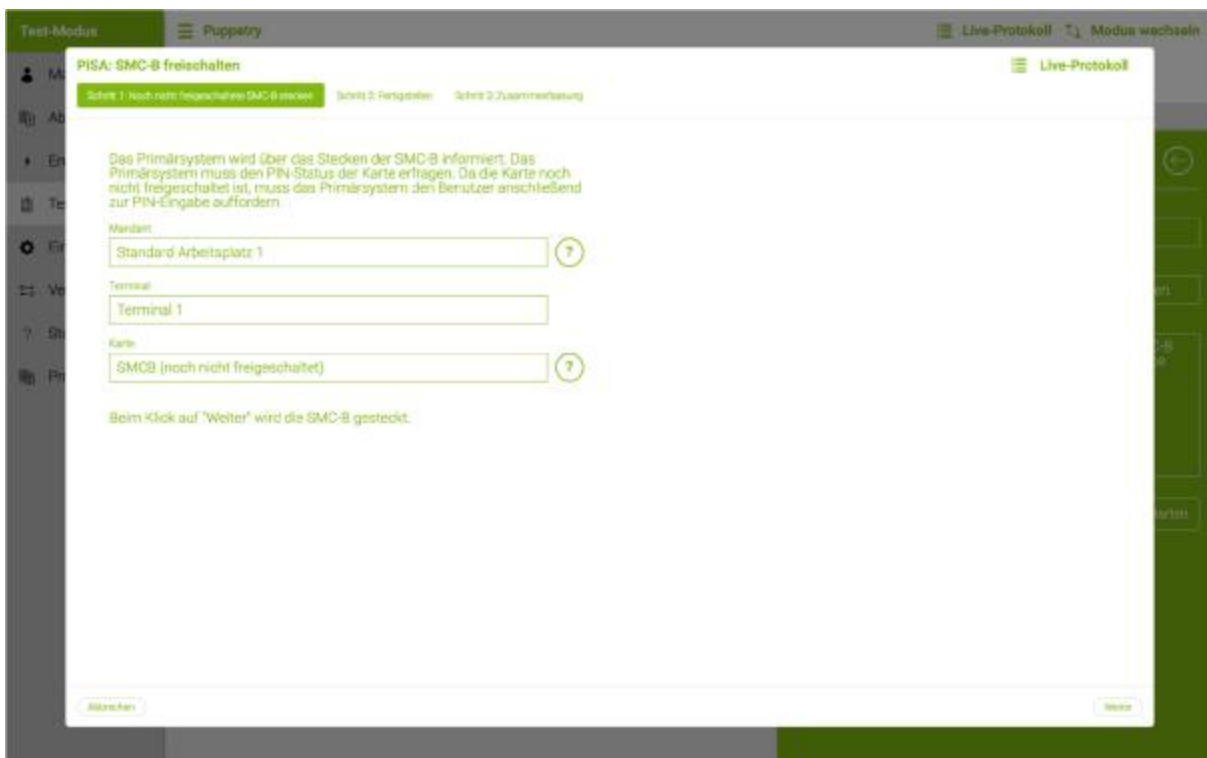 Test-Modus
Puppetry
Live-Protokoll
Modus wechseln
PISA: SMC-B freischalten
Live-Protokoll
Schritt 1: Noch nicht freigeschaltete SMC-B stecken
Schritt 2: Fertigstellen
Schritt 3: Zusammenfassung
Ab
En
Te
Ve
Das Primärsystem wird über das Stecken der SMC-B informiert. Das
Primärsystem muss den PIN-Status der Karte erfragen. Da die Karte noch
nicht freigeschaltet ist, muss das Primärsystem den Benutzer anschließend
zur PIN-Eingabe auffordern.
Mandant
Standard Arbeitsplatz 1
?
Terminal
Terminal 1
Karte
SMCB (noch nicht freigeschaltet)
?
Beim Klick auf "Weiter" wird die SMC-B gesteckt.
Abbrechen
Weiter